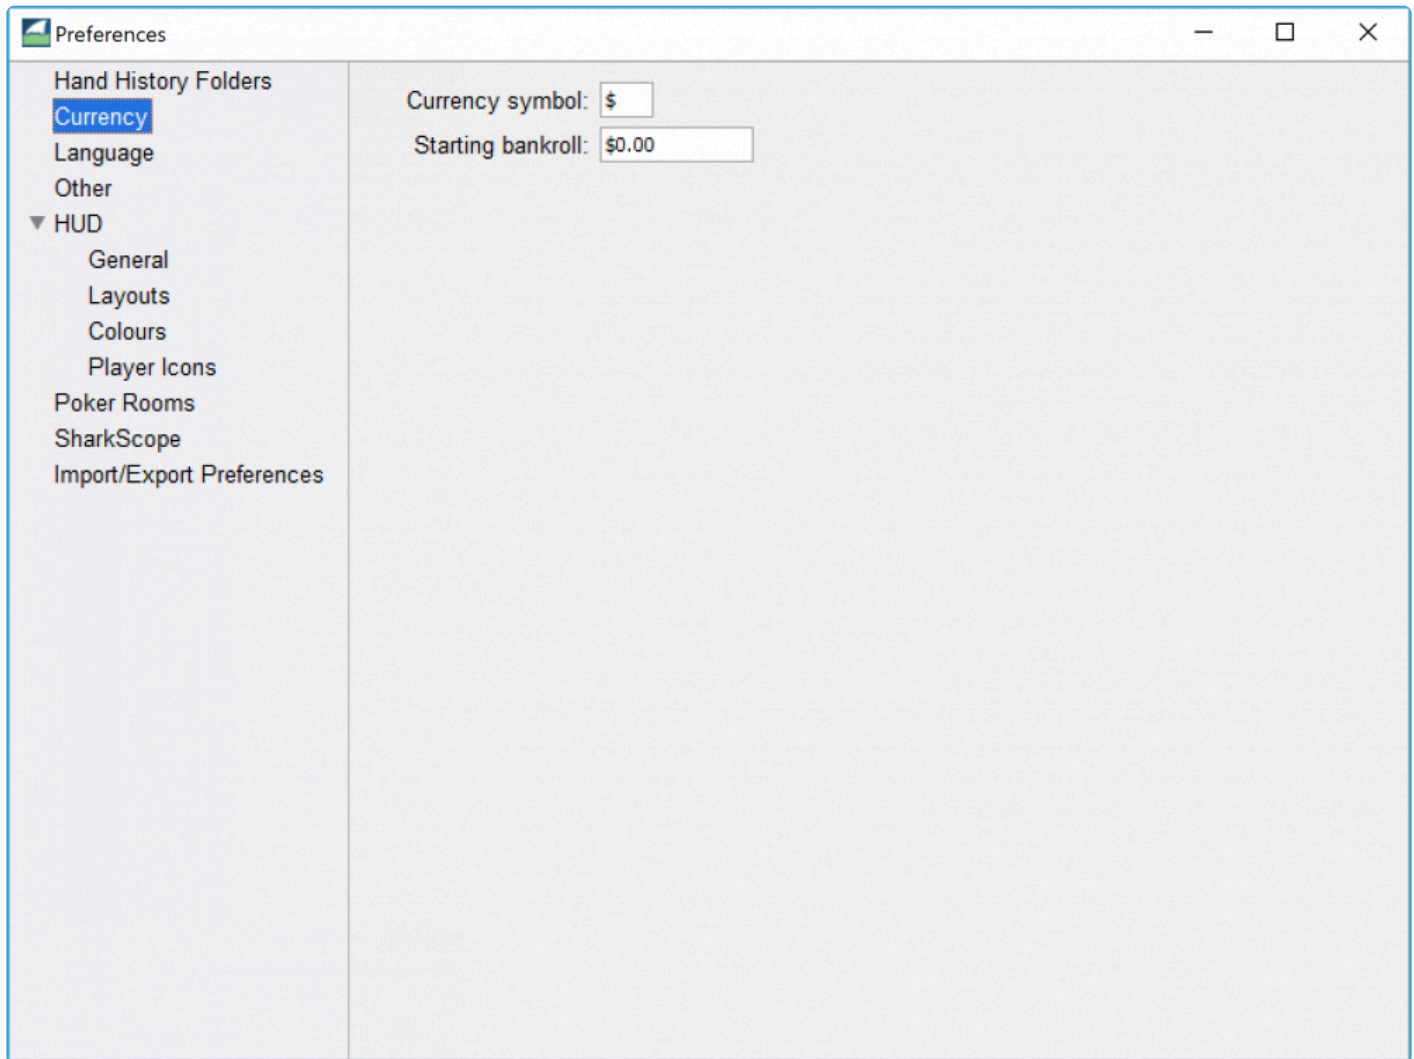 Preferences
Hand History Folders
Currency
Language
Other
HUD
General
Layouts
Colours
Player Icons
Poker Rooms
SharkScope
Import/Export Preferences
Currency symbol: $
Starting bankroll: $0.00